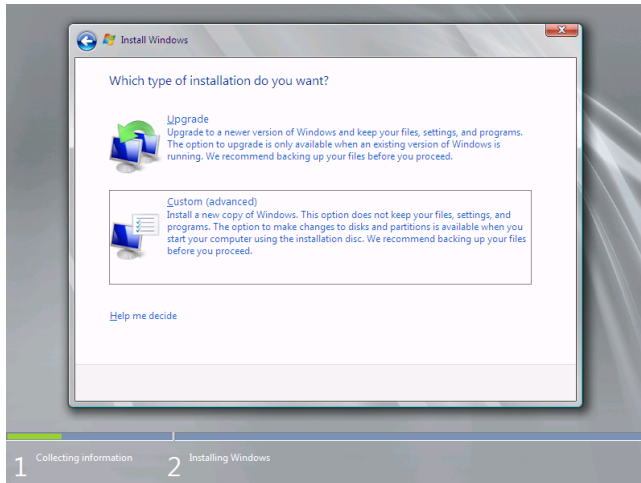 Install Windows
Which type of installation do you want?
Upgrade
Upgrade to a newer version of Windows and keep your files, settings, and programs.
The option to upgrade is only available when an existing version of Windows is
running. We recommend backing up your files before you proceed.
Custom (advanced)
Install a new copy of Windows. This option does not keep your files, settings, and
programs. The option to make changes to disks and partitions is available when you
start your computer using the installation disc. We recommend backing up your files
before you proceed.
Help me decide
1 Collecting information
2 Installing Windows